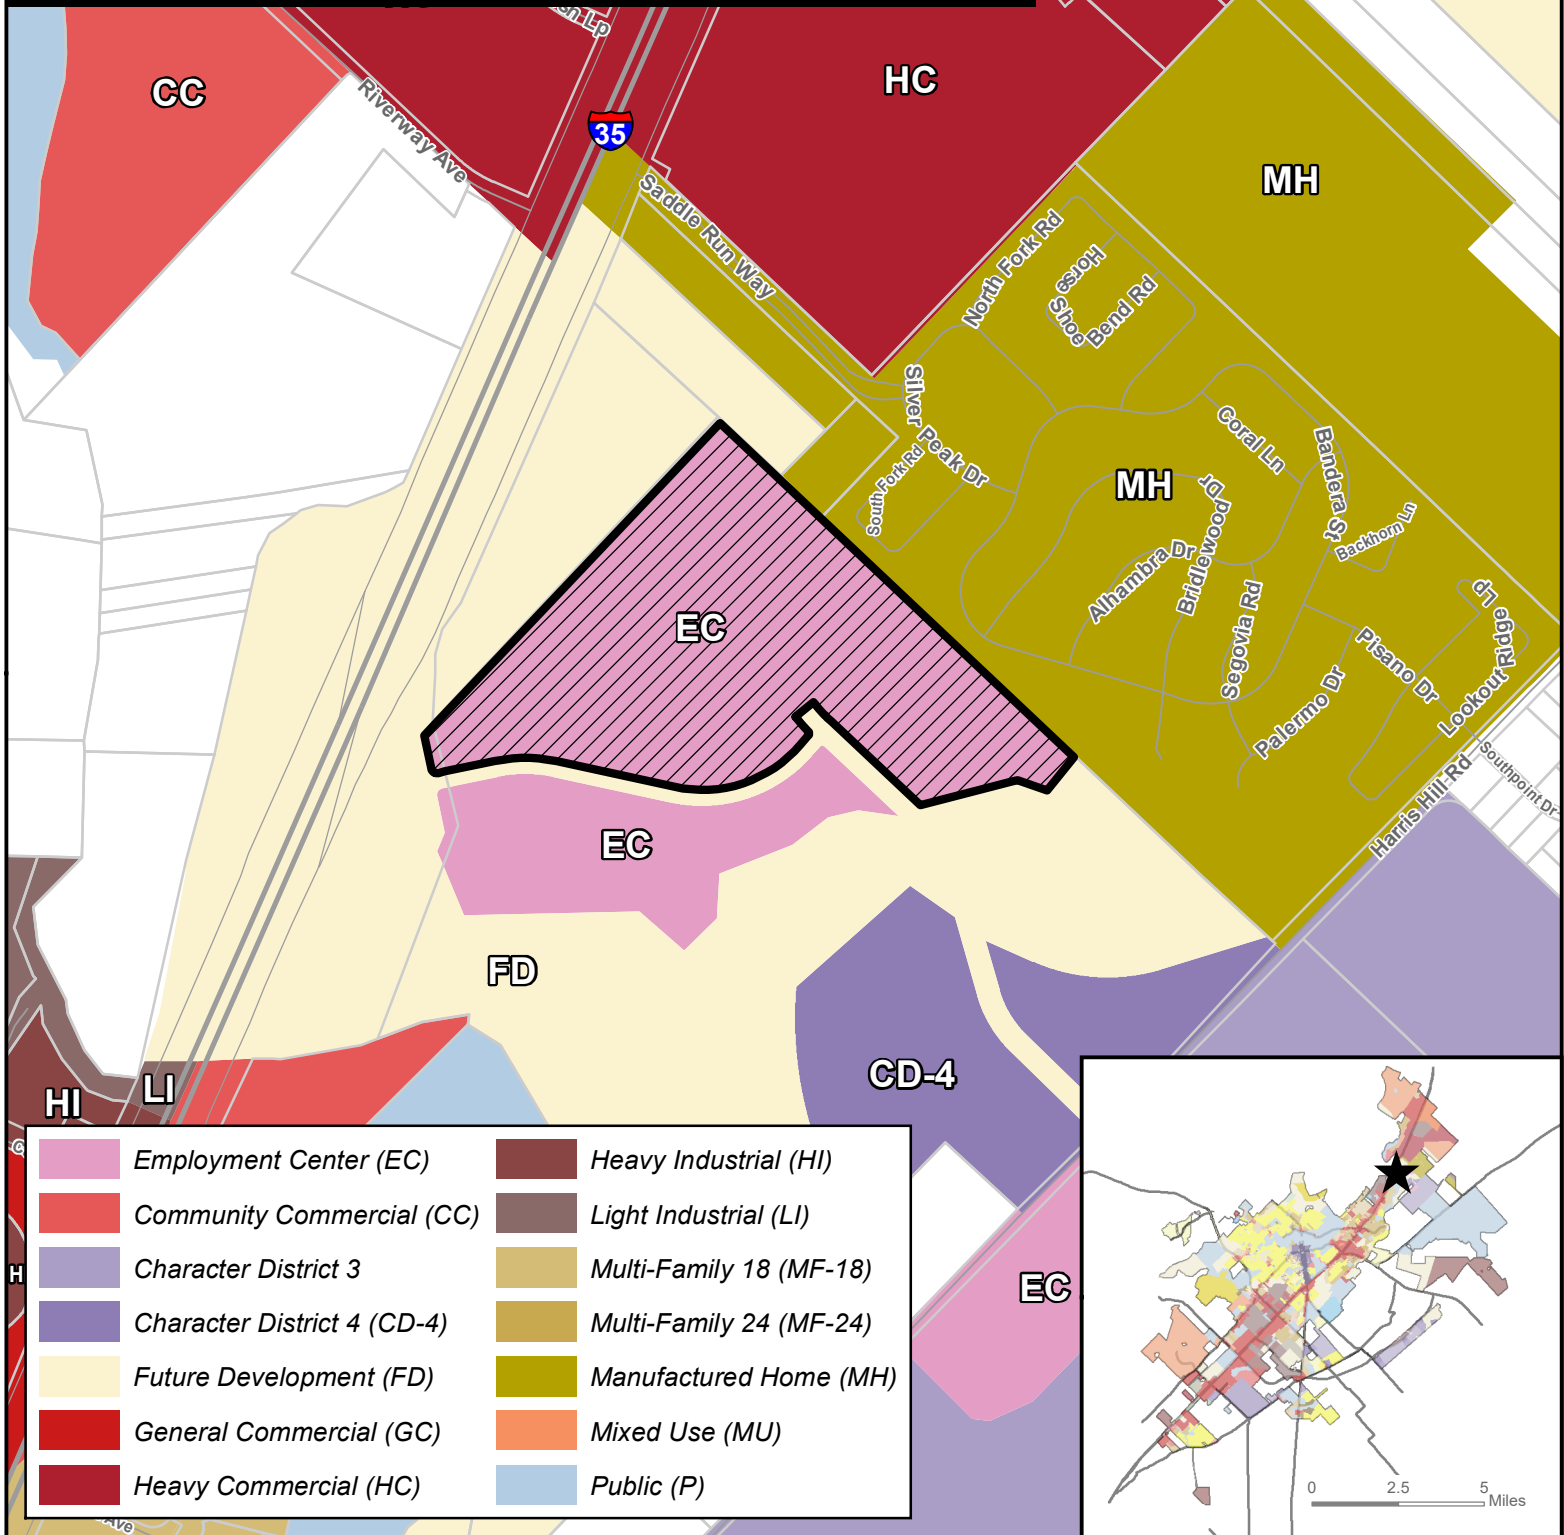 sh Lp
CC
HC
Riverway Ave
35
MH
Saddle Run Way
North Fork Rd
Horse
Shoe
Bend Rd
Silver
Peak Dr
South Fork Rd
Coral Ln
Bandera St
MH
Backhorn Ln
Bridlewood
Dr
Alhambra
Dr
EC
Segovia Rd
Pisano Dr
Palermo Dr
Lookout
Ridge
Lp
Harris Hill Rd
Southpoint Dr
EC
FD
CD-4
HI
LI
C
H
EC
Employment Center (EC)
Community Commercial (CC)
Character District 3
Character District 4 (CD-4)
Future Development (FD)
General Commercial (GC)
Heavy Commercial (HC)
Heavy Industrial (HI)
Light Industrial (LI)
Multi-Family 18 (MF-18)
Multi-Family 24 (MF-24)
Manufactured Home (MH)
Mixed Use (MU)
Public (P)
Ave
0 2.5 5
Miles